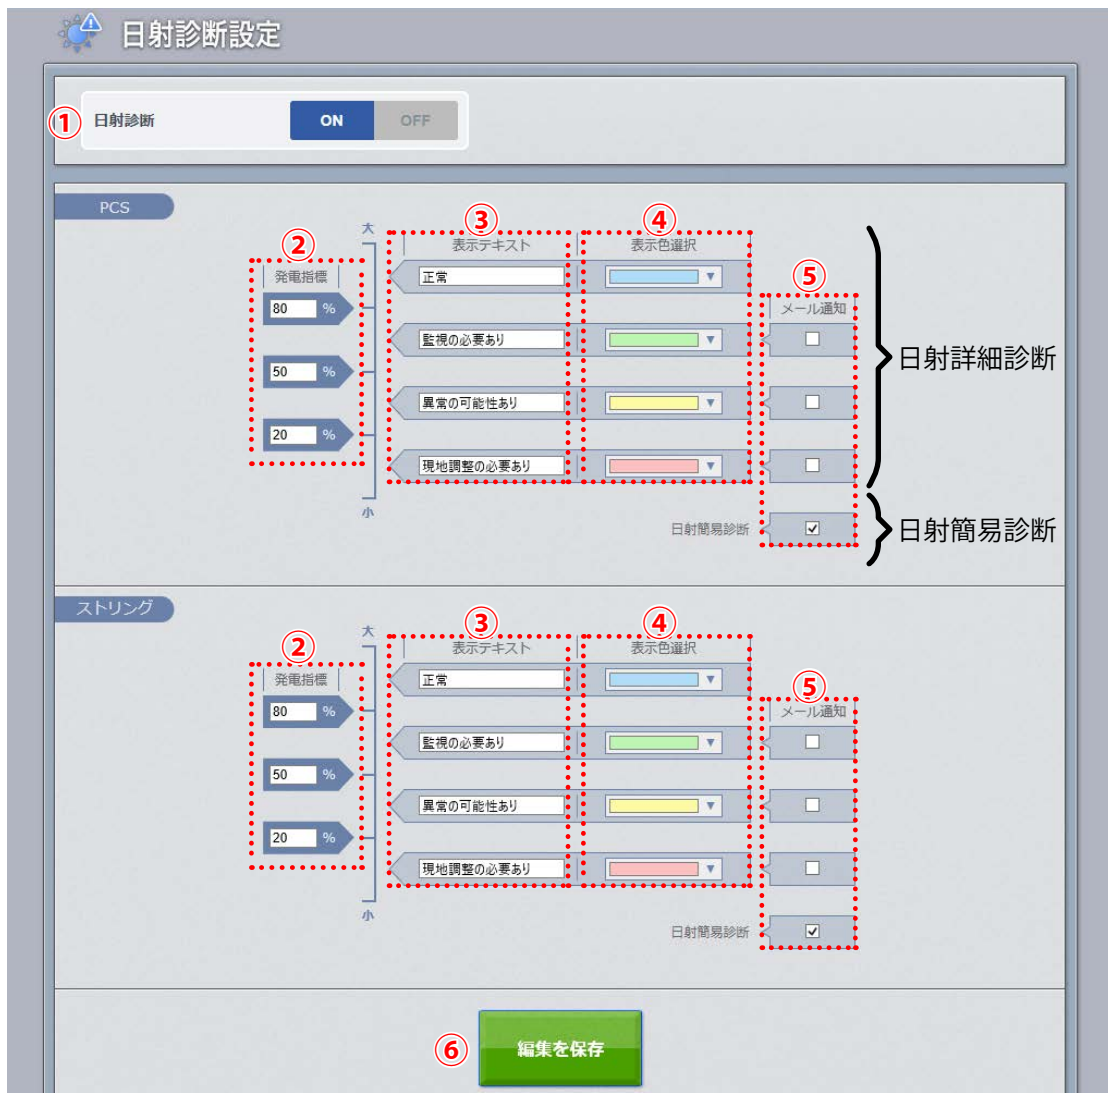 日射診断設定
① 日射診断 ON OFF
PCS
② 発電指標
80 %
50 %
20 %
大
小
③ 表示テキスト
正常
監視の必要あり
異常の可能性あり
現地調整の必要あり
④ 表示色選択
⑤ メール通知
日射簡易診断
日射詳細診断
日射簡易診断
ストリング
② 発電指標
80 %
50 %
20 %
大
小
③ 表示テキスト
正常
監視の必要あり
異常の可能性あり
現地調整の必要あり
④ 表示色選択
⑤ メール通知
日射簡易診断
⑥ 編集を保存